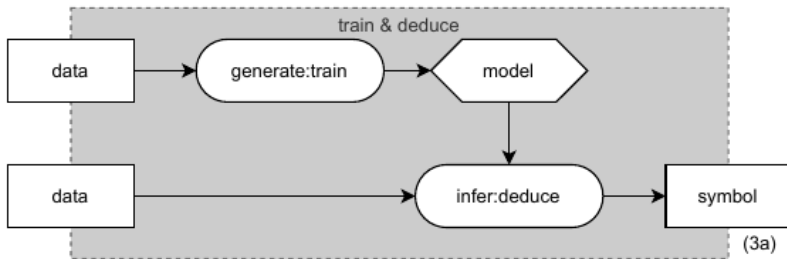 train & deduce
data
generate:train
model
data
infer:deduce
symbol
(3a)